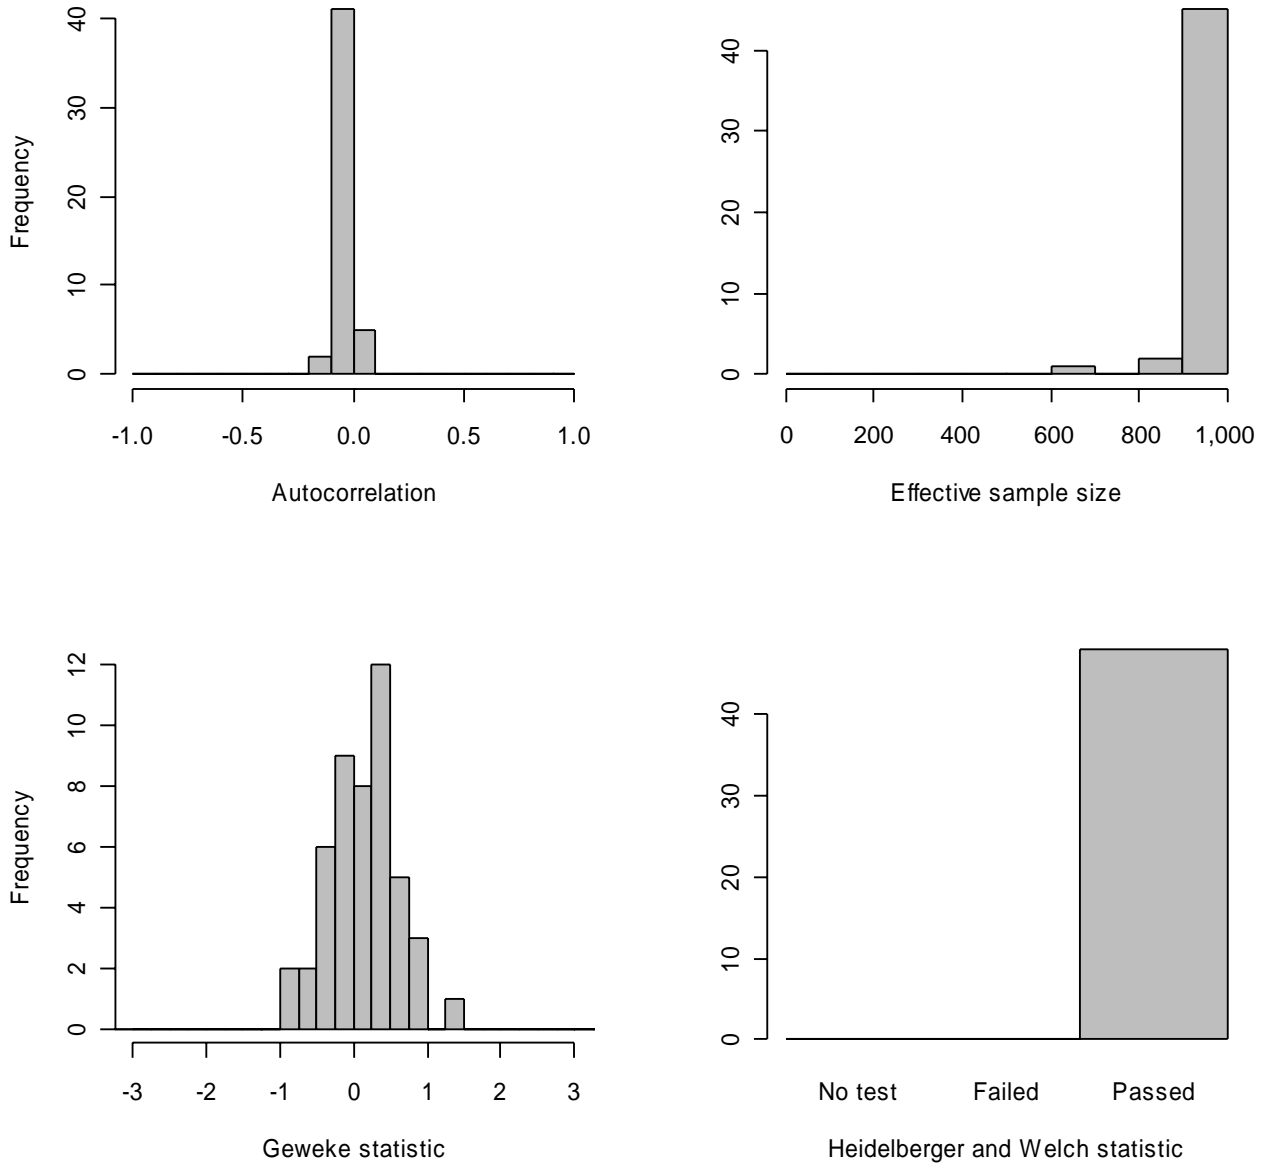 Frequency
40
30
20
10
0
-1.0 -0.5 0.0 0.5 1.0
Autocorrelation
40
30
20
10
0
0 200 400 600 800 1,000
Effective sample size
Frequency
12
10
8
6
4
2
0
-3 -2 -1 0 1 2 3
Geweke statistic
40
30
20
10
0
No test Failed Passed
Heidelberger and Welch statistic